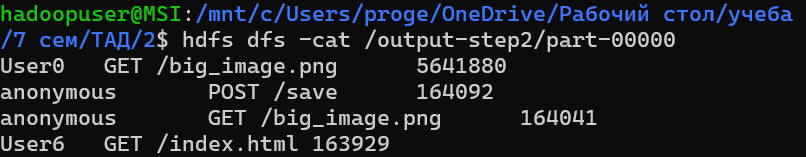 hadoopuser@MSI:/mnt/c/Users/proge/OneDrive/Рабочий стол/учеба
/7 сем/ТАД/2$ hdfs dfs -cat /output-step2/part-00000
User0   GET /big_image.png      5641880
anonymous       POST /save      164092
anonymous       GET /big_image.png      164041
User6   GET /index.html 163929